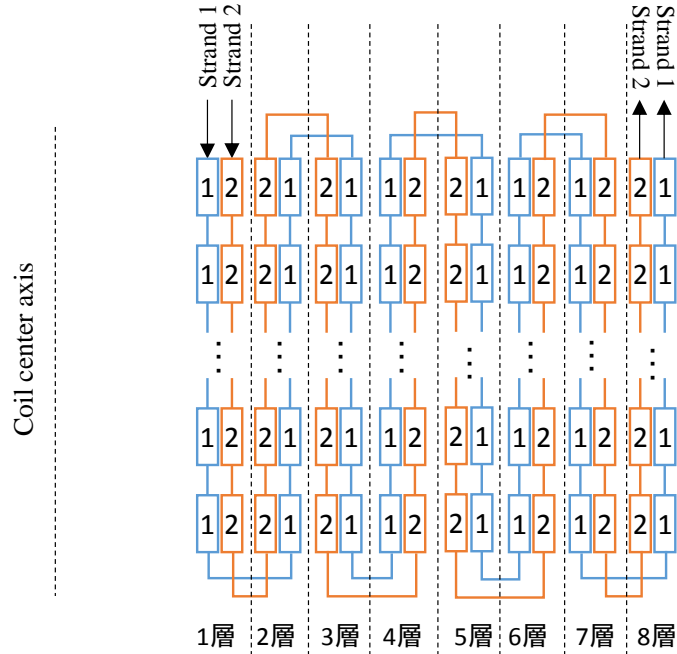 Strand 1
Strand 2
Strand 2
Strand 1
Coil center axis
1 2 2 1 2 1 1 2 2 1 1 2 1 2 2 1
1 2 2 1 2 1 1 2 2 1 1 2 1 2 2 1
⋮ ⋮ ⋮ ⋮ ⋮ ⋮ ⋮ ⋮
1 2 2 1 2 1 1 2 2 1 1 2 1 2 2 1
1 2 2 1 2 1 1 2 2 1 1 2 1 2 2 1
1層 2層 3層 4層 5層 6層 7層 8層